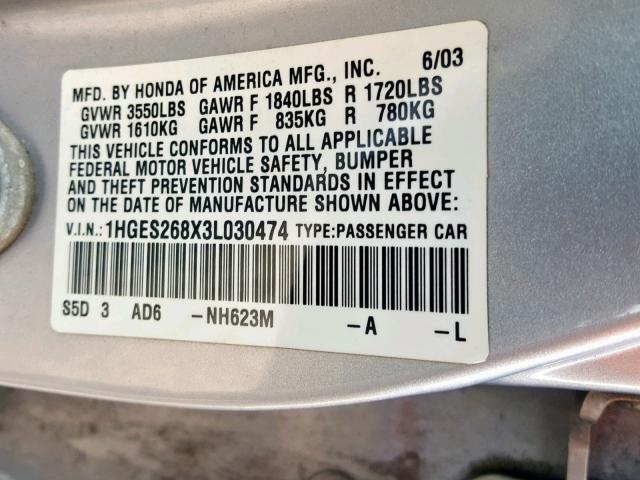 MFD. BY HONDA OF AMERICA MFG., INC. 6/03
GVWR 3550LBS GAWR F 1840LBS R 1720LBS
GVWR 1610KG GAWR F 835KG R 780KG
THIS VEHICLE CONFORMS TO ALL APPLICABLE
FEDERAL MOTOR VEHICLE SAFETY, BUMPER
AND THEFT PREVENTION STANDARDS IN EFFECT
ON THE DATE OF MANUFACTURE SHOWN ABOVE:
V.I.N.:1HGES268X3L030474 TYPE:PASSENGER CAR
S5D 3 AD6 -NH623M -A -L